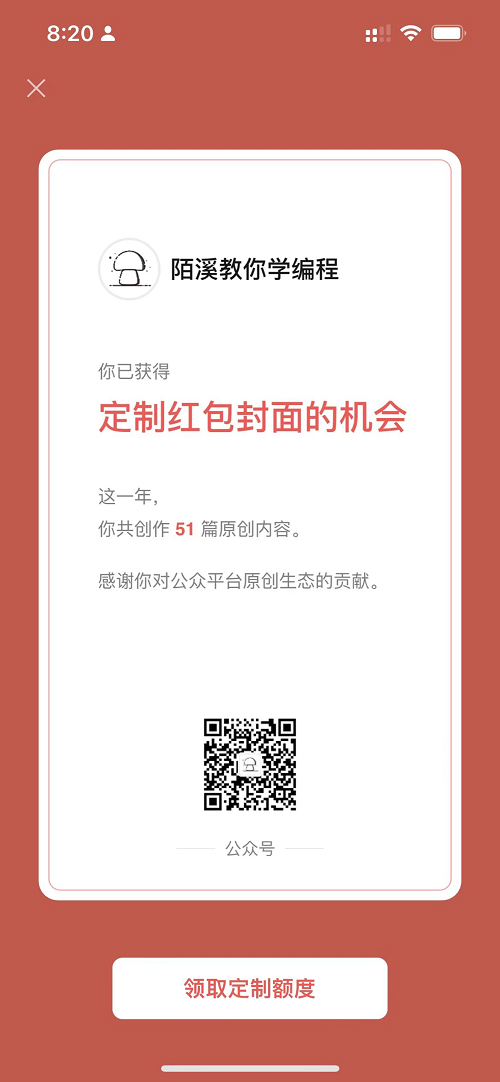 8:20
陌溪教你学编程
你已获得
定制红包封面的机会
这一年，
你共创作 51 篇原创内容。
感谢你对公众平台原创生态的贡献。
公众号
领取定制额度